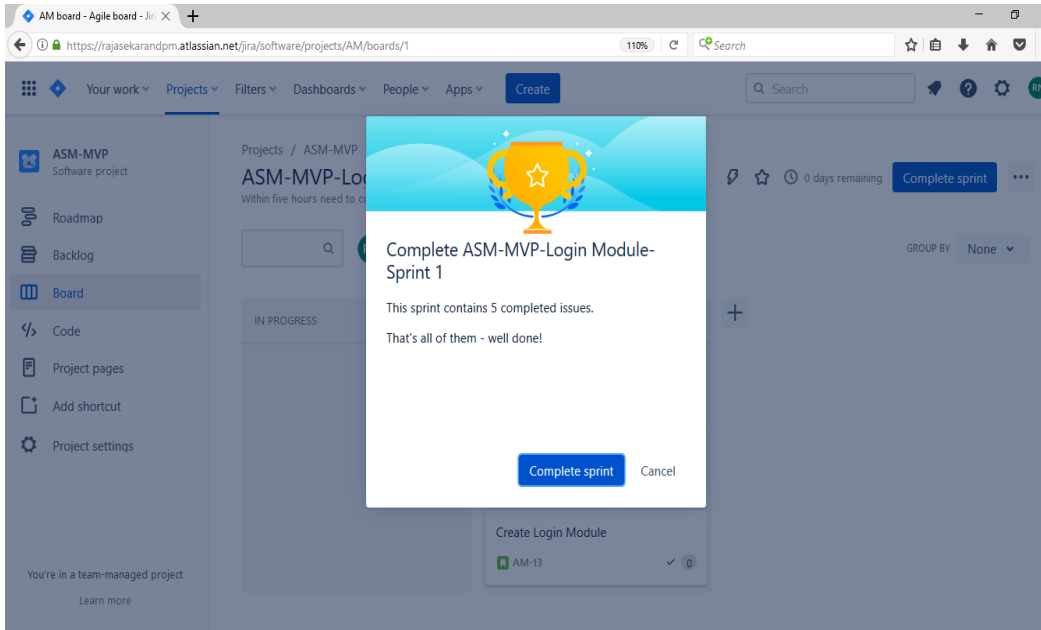 AM board - Agile board - Jir
https://rajasekarandpm.atlassian.net/jira/software/projects/AM/boards/1
110%
Search
Your work
Projects
Filters
Dashboards
People
Apps
Create
Search
ASM-MVP
Software project
Roadmap
Backlog
Board
Code
Project pages
Add shortcut
Project settings
You're in a team-managed project
Learn more
Projects / ASM-MVP
ASM-MVP-Lo
Within five hours need to c
0 days remaining
Complete sprint
GROUP BY None
IN PROGRESS
Complete ASM-MVP-Login Module-
Sprint 1
This sprint contains 5 completed issues.
That's all of them - well done!
Complete sprint
Cancel
Create Login Module
AM-13
0